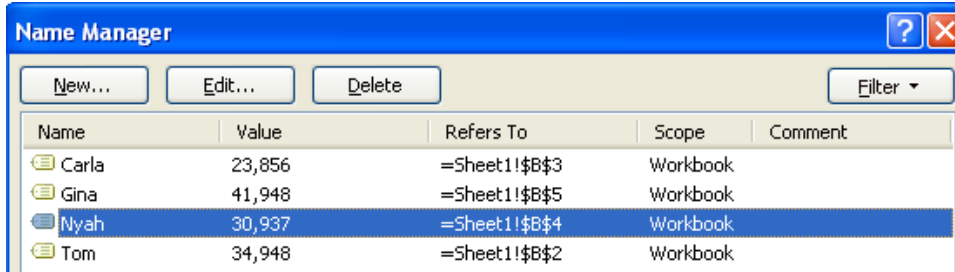 Name Manager
New... Edit... Delete Filter
Name Value Refers To Scope Comment
Carla 23,856 =Sheet1!$B$3 Workbook
Gina 41,948 =Sheet1!$B$5 Workbook
Nyah 30,937 =Sheet1!$B$4 Workbook
Tom 34,948 =Sheet1!$B$2 Workbook